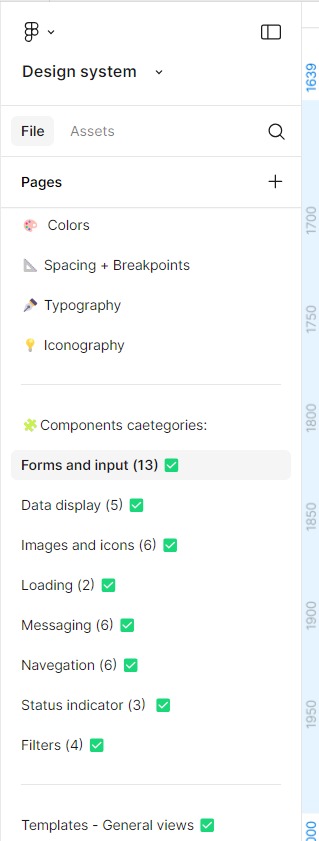 Design system
File Assets
Pages
Colors
Spacing + Breakpoints
Typography
Iconography
Components caetegories:
Forms and input (13)
Data display (5)
Images and icons (6)
Loading (2)
Messaging (6)
Navigation (6)
Status indicator (3)
Filters (4)
Templates - General views
1639
1700
1750
1800
1850
1900
1950
000